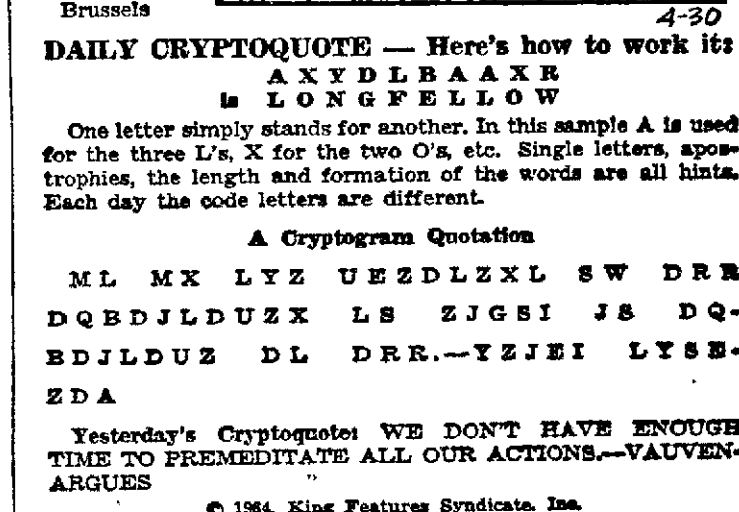 Brussels
4-30
DAILY CRYPTOQUOTE — Here's how to work it:
A X Y D L B A A X R
is L O N G F E L L O W
One letter simply stands for another. In this sample A is used
for the three L's, X for the two O's, etc. Single letters, apos-
trophies, the length and formation of the words are all hints.
Each day the code letters are different.
A Cryptogram Quotation
M L M X L Y Z U E Z D L Z X L S W D R R
D Q B D J L D U Z X L S Z J G S I J S D Q -
B D J L D U Z D L D R R . — Y Z J E I L Y S E -
Z D A
Yesterday's Cryptoquote: WE DON'T HAVE ENOUGH
TIME TO PREMEDITATE ALL OUR ACTIONS.—VAUVEN-
ARGUES
© 1964, King Features Syndicate, Inc.